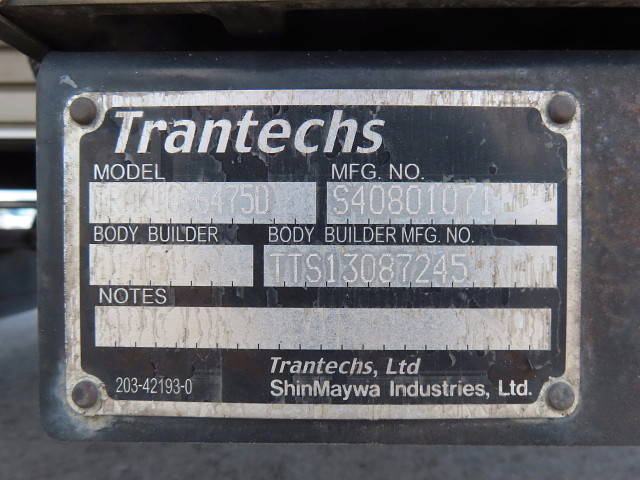 Trantechs
MODEL MFG. NO.
S40801071
BODY BUILDER BODY BUILDER MFG. NO.
TTS13087245
NOTES
Trantechs, Ltd
203-42193-0 ShinMaywa Industries, Ltd.